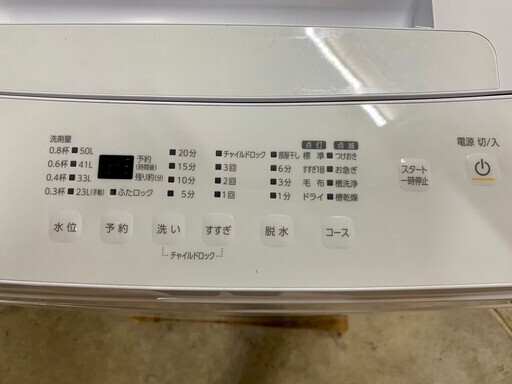 洗剤量
0.8杯 50L
0.6杯 41L
0.4杯 33L
0.3杯 23L(手動)
予約
(時間後)
残り(約)(分)
ふたロック
20分
15分
10分
5分
チャイルドロック
3回
2回
1回
部屋干し
6分
3分
1分
点灯 点滅
標準 つけおき
すすぎ1回 お急ぎ
毛布 槽洗浄
ドライ 槽乾燥
電源 切/入
スタート
一時停止
水位 予約 洗い すすぎ 脱水 コース
チャイルドロック